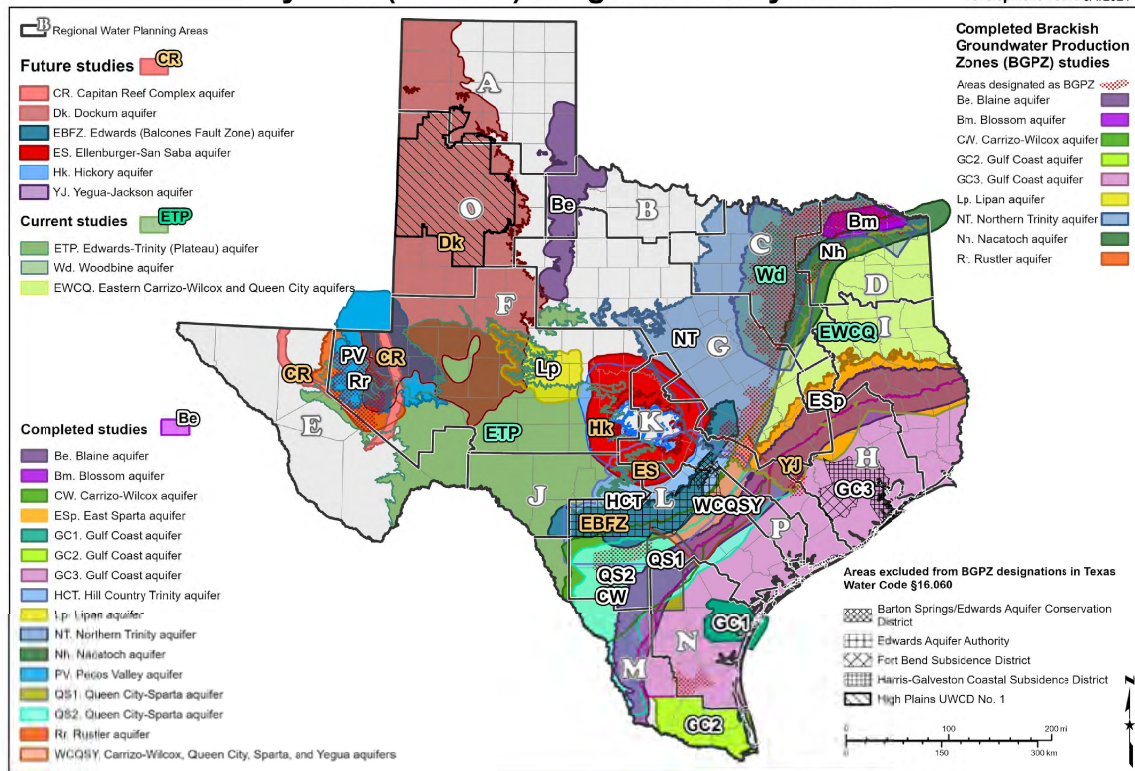 Regional Water Planning Areas
Future studies CR
CR. Capitan Reef Complex aquifer
Dk. Dockum aquifer
EBFZ. Edwards (Balcones Fault Zone) aquifer
ES. Ellenburger-San Saba aquifer
Hk. Hickory aquifer
YJ. Yegua-Jackson aquifer
Current studies ETP
ETP. Edwards-Trinity (Plateau) aquifer
Wd. Woodbine aquifer
EWCQ. Eastern Carrizo-Wilcox and Queen City aquifers
Completed studies Be
Be. Blaine aquifer
Bm. Blossom aquifer
CW. Carrizo-Wilcox aquifer
ESp. East Sparta aquifer
GC1. Gulf Coast aquifer
GC2. Gulf Coast aquifer
GC3. Gulf Coast aquifer
HCT. Hill Country Trinity aquifer
Lp. Lipan aquifer
NT. Northern Trinity aquifer
Nh. Nacatoch aquifer
PV. Pecos Valley aquifer
QS1. Queen City-Sparta aquifer
QS2. Queen City-Sparta aquifer
Rr. Rustler aquifer
WCQSY. Carrizo-Wilcox, Queen City, Sparta, and Yegua aquifers
A
O
Dk
Be
B
C
Wd
Bm
Nh
D
I
EWCQ
F
NT
G
PV
CR
CR
Rr
Lp
E
ETP
Hk
K
ES
ESp
YJ
H
GC3
J
HCT
L
WCQSY
EBFZ
P
QS1
QS2
CW
GC1
N
M
GC2
Completed Brackish
Groundwater Production
Zones (BGPZ) studies
Areas designated as BGPZ
Be. Blaine aquifer
Bm. Blossom aquifer
CW. Carrizo-Wilcox aquifer
GC2. Gulf Coast aquifer
GC3. Gulf Coast aquifer
Lp. Lipan aquifer
NT. Northern Trinity aquifer
Nh. Nacatoch aquifer
Rr. Rustler aquifer
Areas excluded from BGPZ designations in Texas
Water Code §16.060
Barton Springs/Edwards Aquifer Conservation
District
Edwards Aquifer Authority
Fort Bend Subsicence District
Harris-Galveston Coastal Subsidence District
High Plains UWCD No. 1
N
0 100 200 mi
0 150 300 km